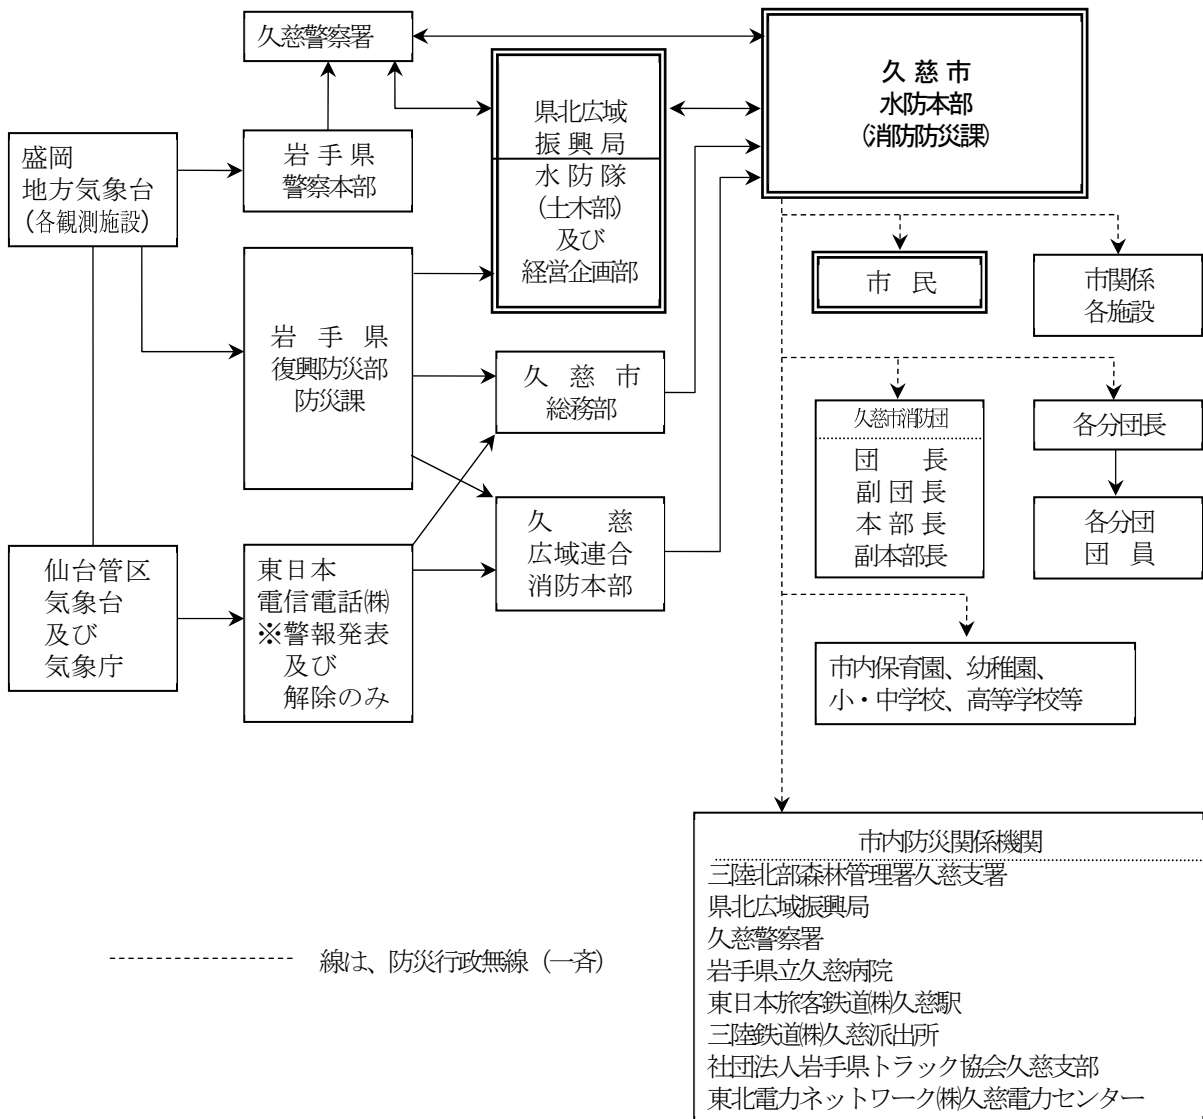 久慈警察署
久慈市
水防本部
(消防防災課)
県北広域
振興局
水防隊
(土木部)
及び
経営企画部
盛岡
地方気象台
(各観測施設)
岩手県
警察本部
市民
市関係
各施設
岩手県
復興防災部
防災課
久慈市
総務部
久慈市消防団
団長
副団長
本部長
副本部長
各分団長
各分団
団員
久慈
広域連合
消防本部
仙台管区
気象台
及び
気象庁
東日本
電信電話㈱
※警報発表
及び
解除のみ
市内保育園、幼稚園、
小・中学校、高等学校等
市内防災関係機関
三陸北部森林管理署久慈支署
県北広域振興局
久慈警察署
岩手県立久慈病院
東日本旅客鉄道㈱久慈駅
三陸鉄道㈱久慈派出所
社団法人岩手県トラック協会久慈支部
東北電力ネットワーク㈱久慈電力センター
線は、防災行政無線（一斉）